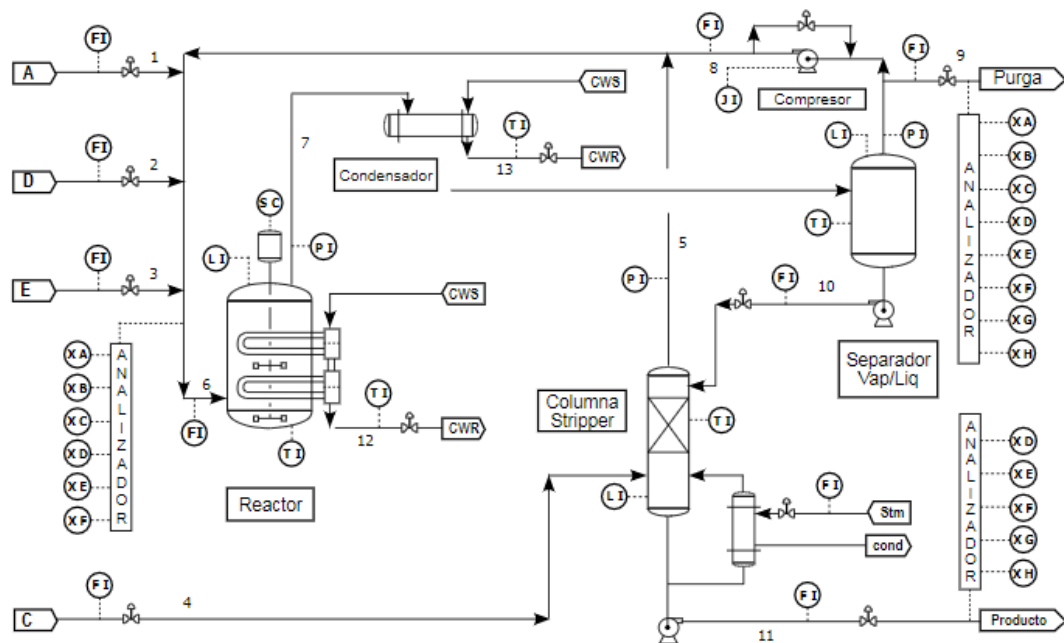 FI
1
A
FI
8
FI
9
Purga
JI
Compresor
CWS
TI
CWR
13
Condensador
7
FI
2
D
LI
PI
TI
ANALIZADOR
XA
XB
XC
XD
XE
XF
XG
XH
SC
LI
PI
FI
3
E
CWS
5
PI
FI
10
Separador
Vap/Liq
ANALIZADOR
XA
XB
XC
XD
XE
XF
6
FI
TI
12
CWR
TI
Reactor
Columna
Stripper
TI
LI
FI
Stm
cond
ANALIZADOR
XD
XE
XF
XG
XH
FI
4
C
FI
11
Producto